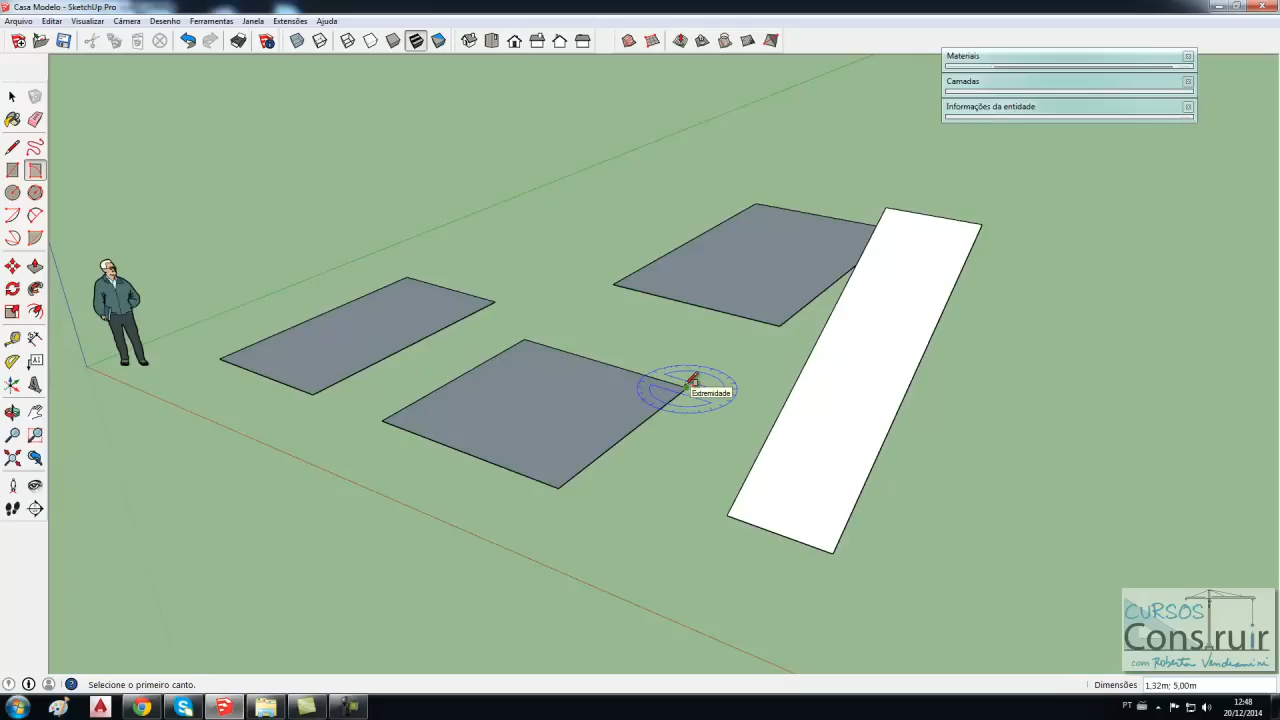 Casa Modelo - SketchUp Pro
Arquivo Editar Visualizar Câmera Desenho Ferramentas Janela Extensões Ajuda
Materiais
Camadas
Informações da entidade
A1
Extremidade
CURSOS
Construir
com Roberta Vendramini
Selecione o primeiro canto.
Dimensões 1,32m; 5,00m
PT
12:48
20/12/2014